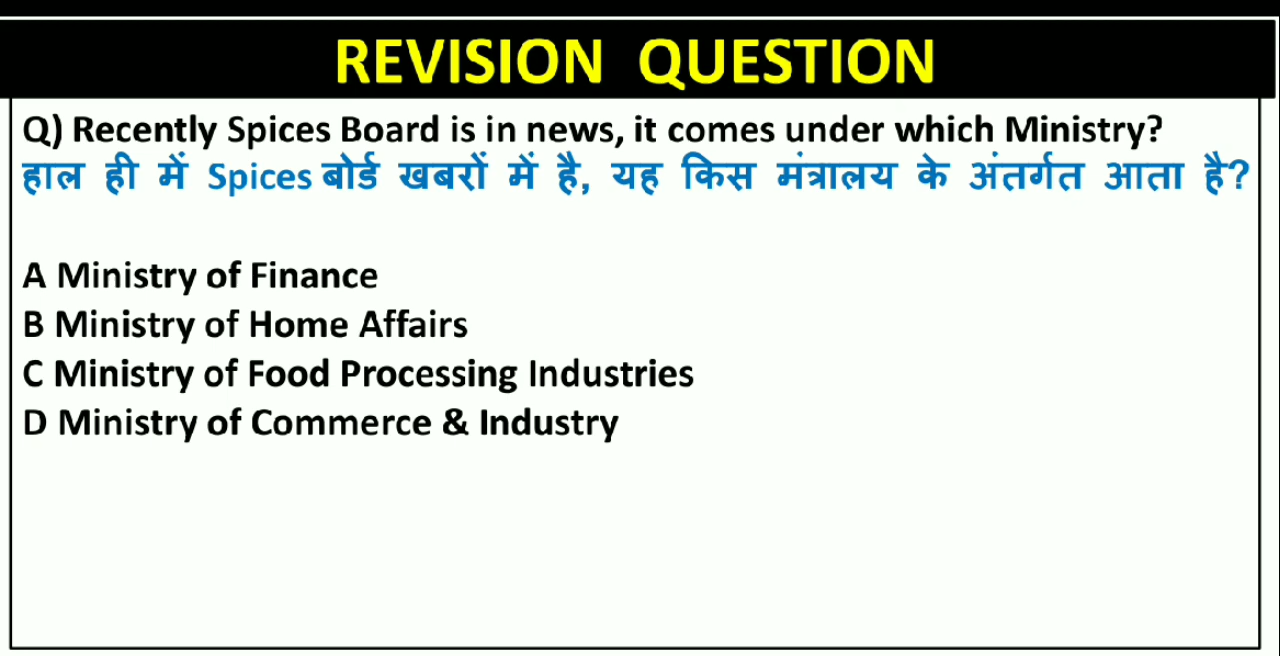 REVISION QUESTION
Q) Recently Spices Board is in news, it comes under which Ministry?
हाल ही में Spices बोर्ड खबरों में है, यह किस मंत्रालय के अंतर्गत आता है?
A Ministry of Finance
B Ministry of Home Affairs
C Ministry of Food Processing Industries
D Ministry of Commerce & Industry